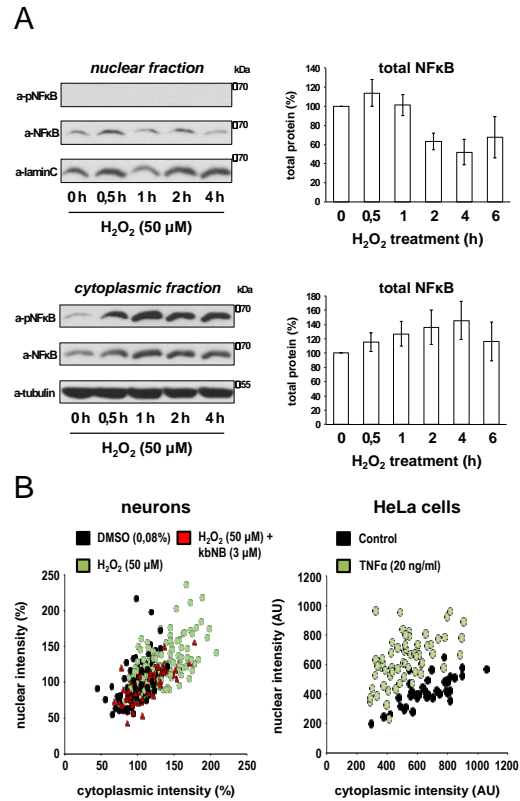 A
nuclear fraction
kDa
a-pNFκB
70
a-NFκB
70
a-laminC
70
0 h 0,5 h 1 h 2 h 4 h
H₂O₂ (50 µM)
total NFκB
total protein (%)
140
120
100
80
60
40
20
0
0 0,5 1 2 4 6
H₂O₂ treatment (h)
cytoplasmic fraction
kDa
a-pNFκB
70
a-NFκB
70
a-tubulin
55
0 h 0,5 h 1 h 2 h 4 h
H₂O₂ (50 µM)
total NFκB
total protein (%)
180
160
140
120
100
80
60
40
20
0
0 0,5 1 2 4 6
H₂O₂ treatment (h)
B
neurons
DMSO (0,08%)
H₂O₂ (50 µM) +
kbNB (3 µM)
H₂O₂ (50 µM)
nuclear intensity (%)
250
200
150
100
50
0
0 50 100 150 200 250
cytoplasmic intensity (%)
HeLa cells
Control
TNFα (20 ng/ml)
nuclear intensity (AU)
1200
1000
800
600
400
200
0
0 200 400 600 800 1000 1200
cytoplasmic intensity (AU)